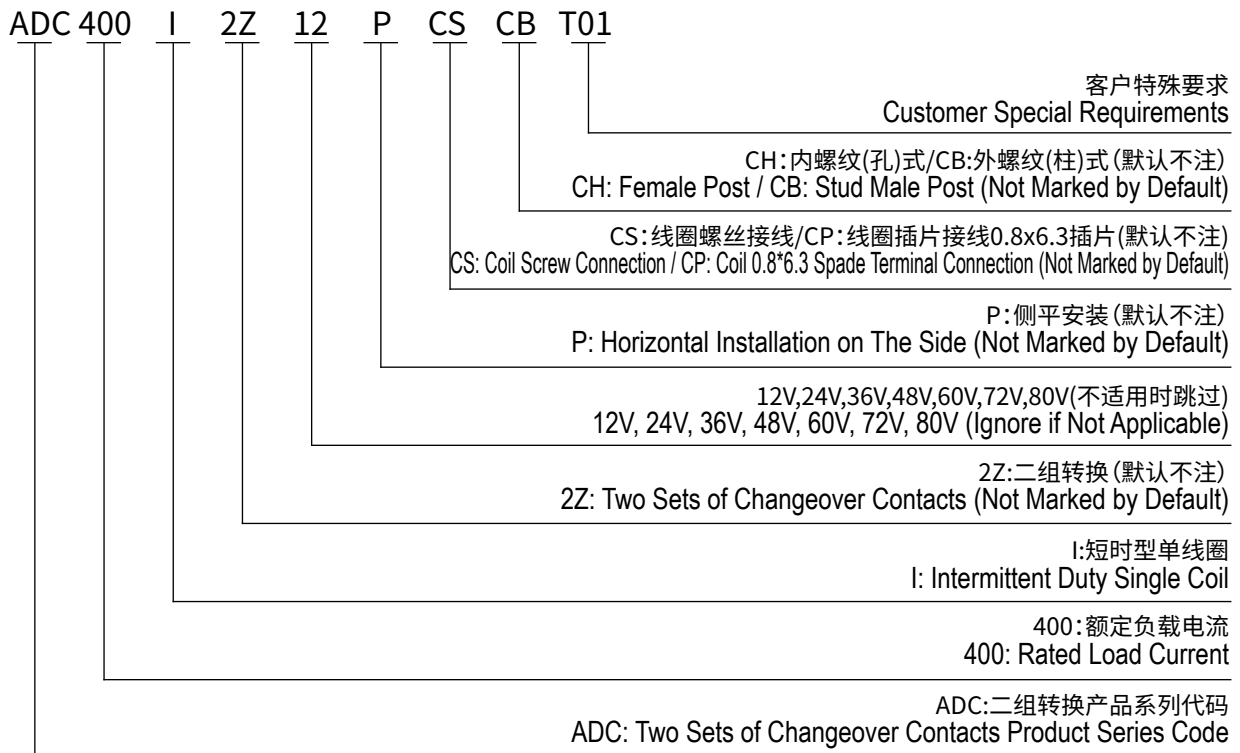 ADC 400 I 2Z 12 P CS CB T01
客户特殊要求
Customer Special Requirements
CH：内螺纹(孔)式/CB:外螺纹(柱)式（默认不注）
CH: Female Post / CB: Stud Male Post (Not Marked by Default)
CS：线圈螺丝接线/CP：线圈插片接线0.8x6.3插片(默认不注)
CS: Coil Screw Connection / CP: Coil 0.8*6.3 Spade Terminal Connection (Not Marked by Default)
P：侧平安装（默认不注）
P: Horizontal Installation on The Side (Not Marked by Default)
12V,24V,36V,48V,60V,72V,80V(不适用时跳过)
12V, 24V, 36V, 48V, 60V, 72V, 80V (Ignore if Not Applicable)
2Z:二组转换（默认不注）
2Z: Two Sets of Changeover Contacts (Not Marked by Default)
I:短时型单线圈
I: Intermittent Duty Single Coil
400：额定负载电流
400: Rated Load Current
ADC:二组转换产品系列代码
ADC: Two Sets of Changeover Contacts Product Series Code